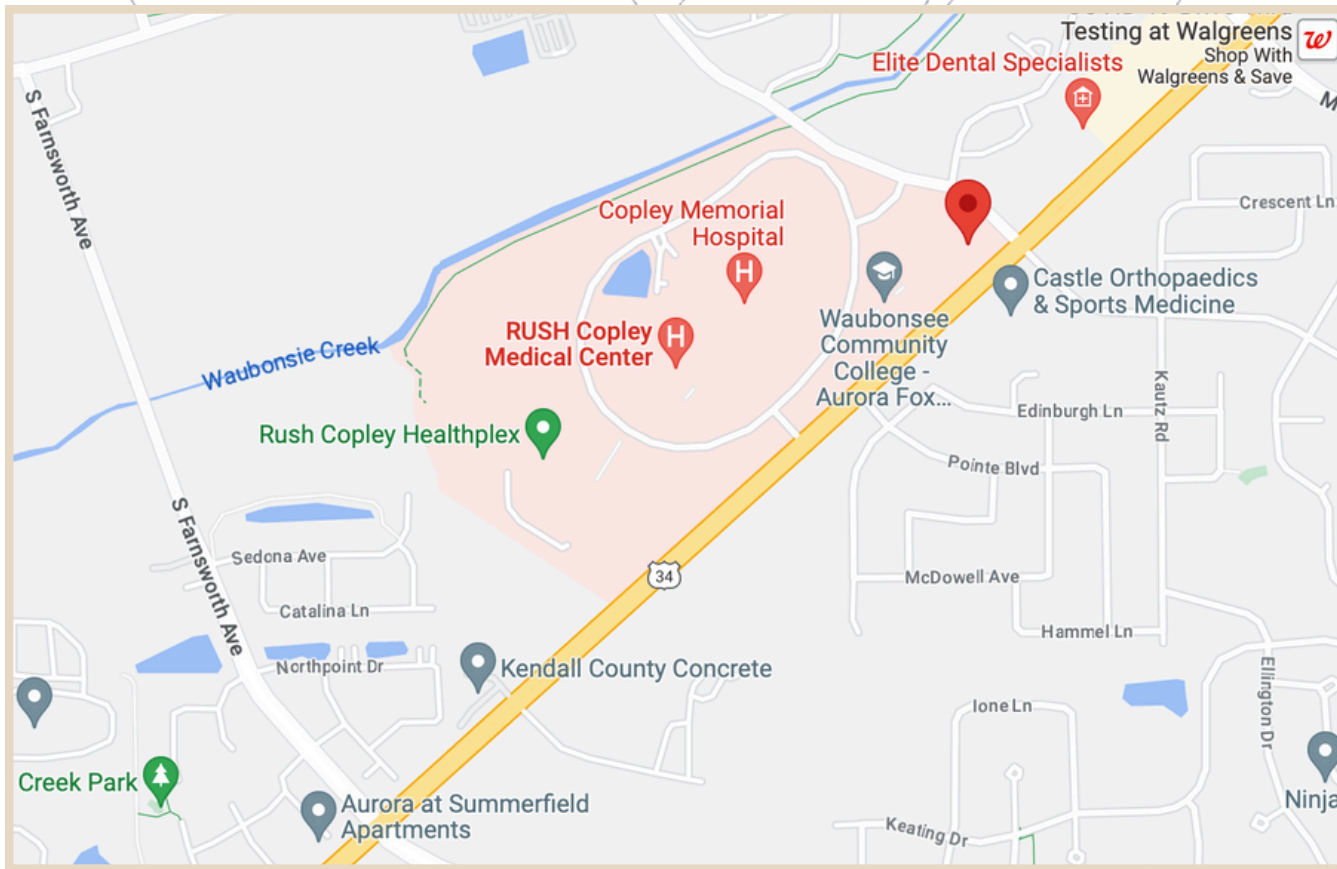 Testing at Walgreens
Shop With
Walgreens & Save
Elite Dental Specialists
S Farnsworth Ave
Crescent Ln
Copley Memorial
Hospital
H
Castle Orthopaedics
& Sports Medicine
RUSH Copley
Medical Center
H
Waubonsee
Community
College -
Aurora Fox...
Waubonsie Creek
Kautz Rd
Edinburgh Ln
Rush Copley Healthplex
Pointe Blvd
S Farnsworth Ave
Sedona Ave
34
McDowell Ave
Catalina Ln
Hammel Ln
Northpoint Dr
Kendall County Concrete
Ellington Dr
Ione Ln
Creek Park
Aurora at Summerfield
Apartments
Ninja
Keating Dr